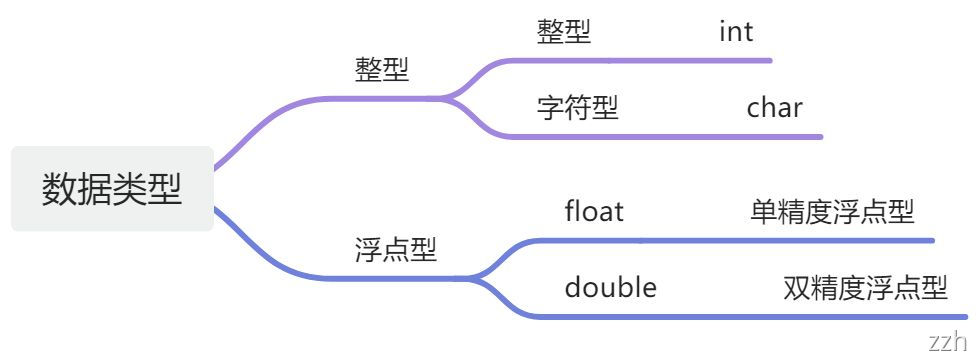 数据类型
整型
整型 int
字符型 char
浮点型
float 单精度浮点型
double 双精度浮点型
zzh